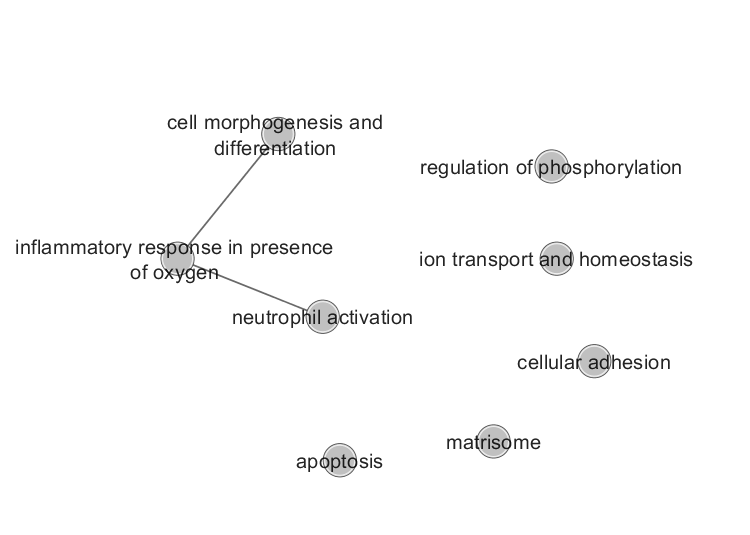 cell morphogenesis and
differentiation
regulation of phosphorylation
inflammatory response in presence
of oxygen
ion transport and homeostasis
neutrophil activation
cellular adhesion
matrisome
apoptosis